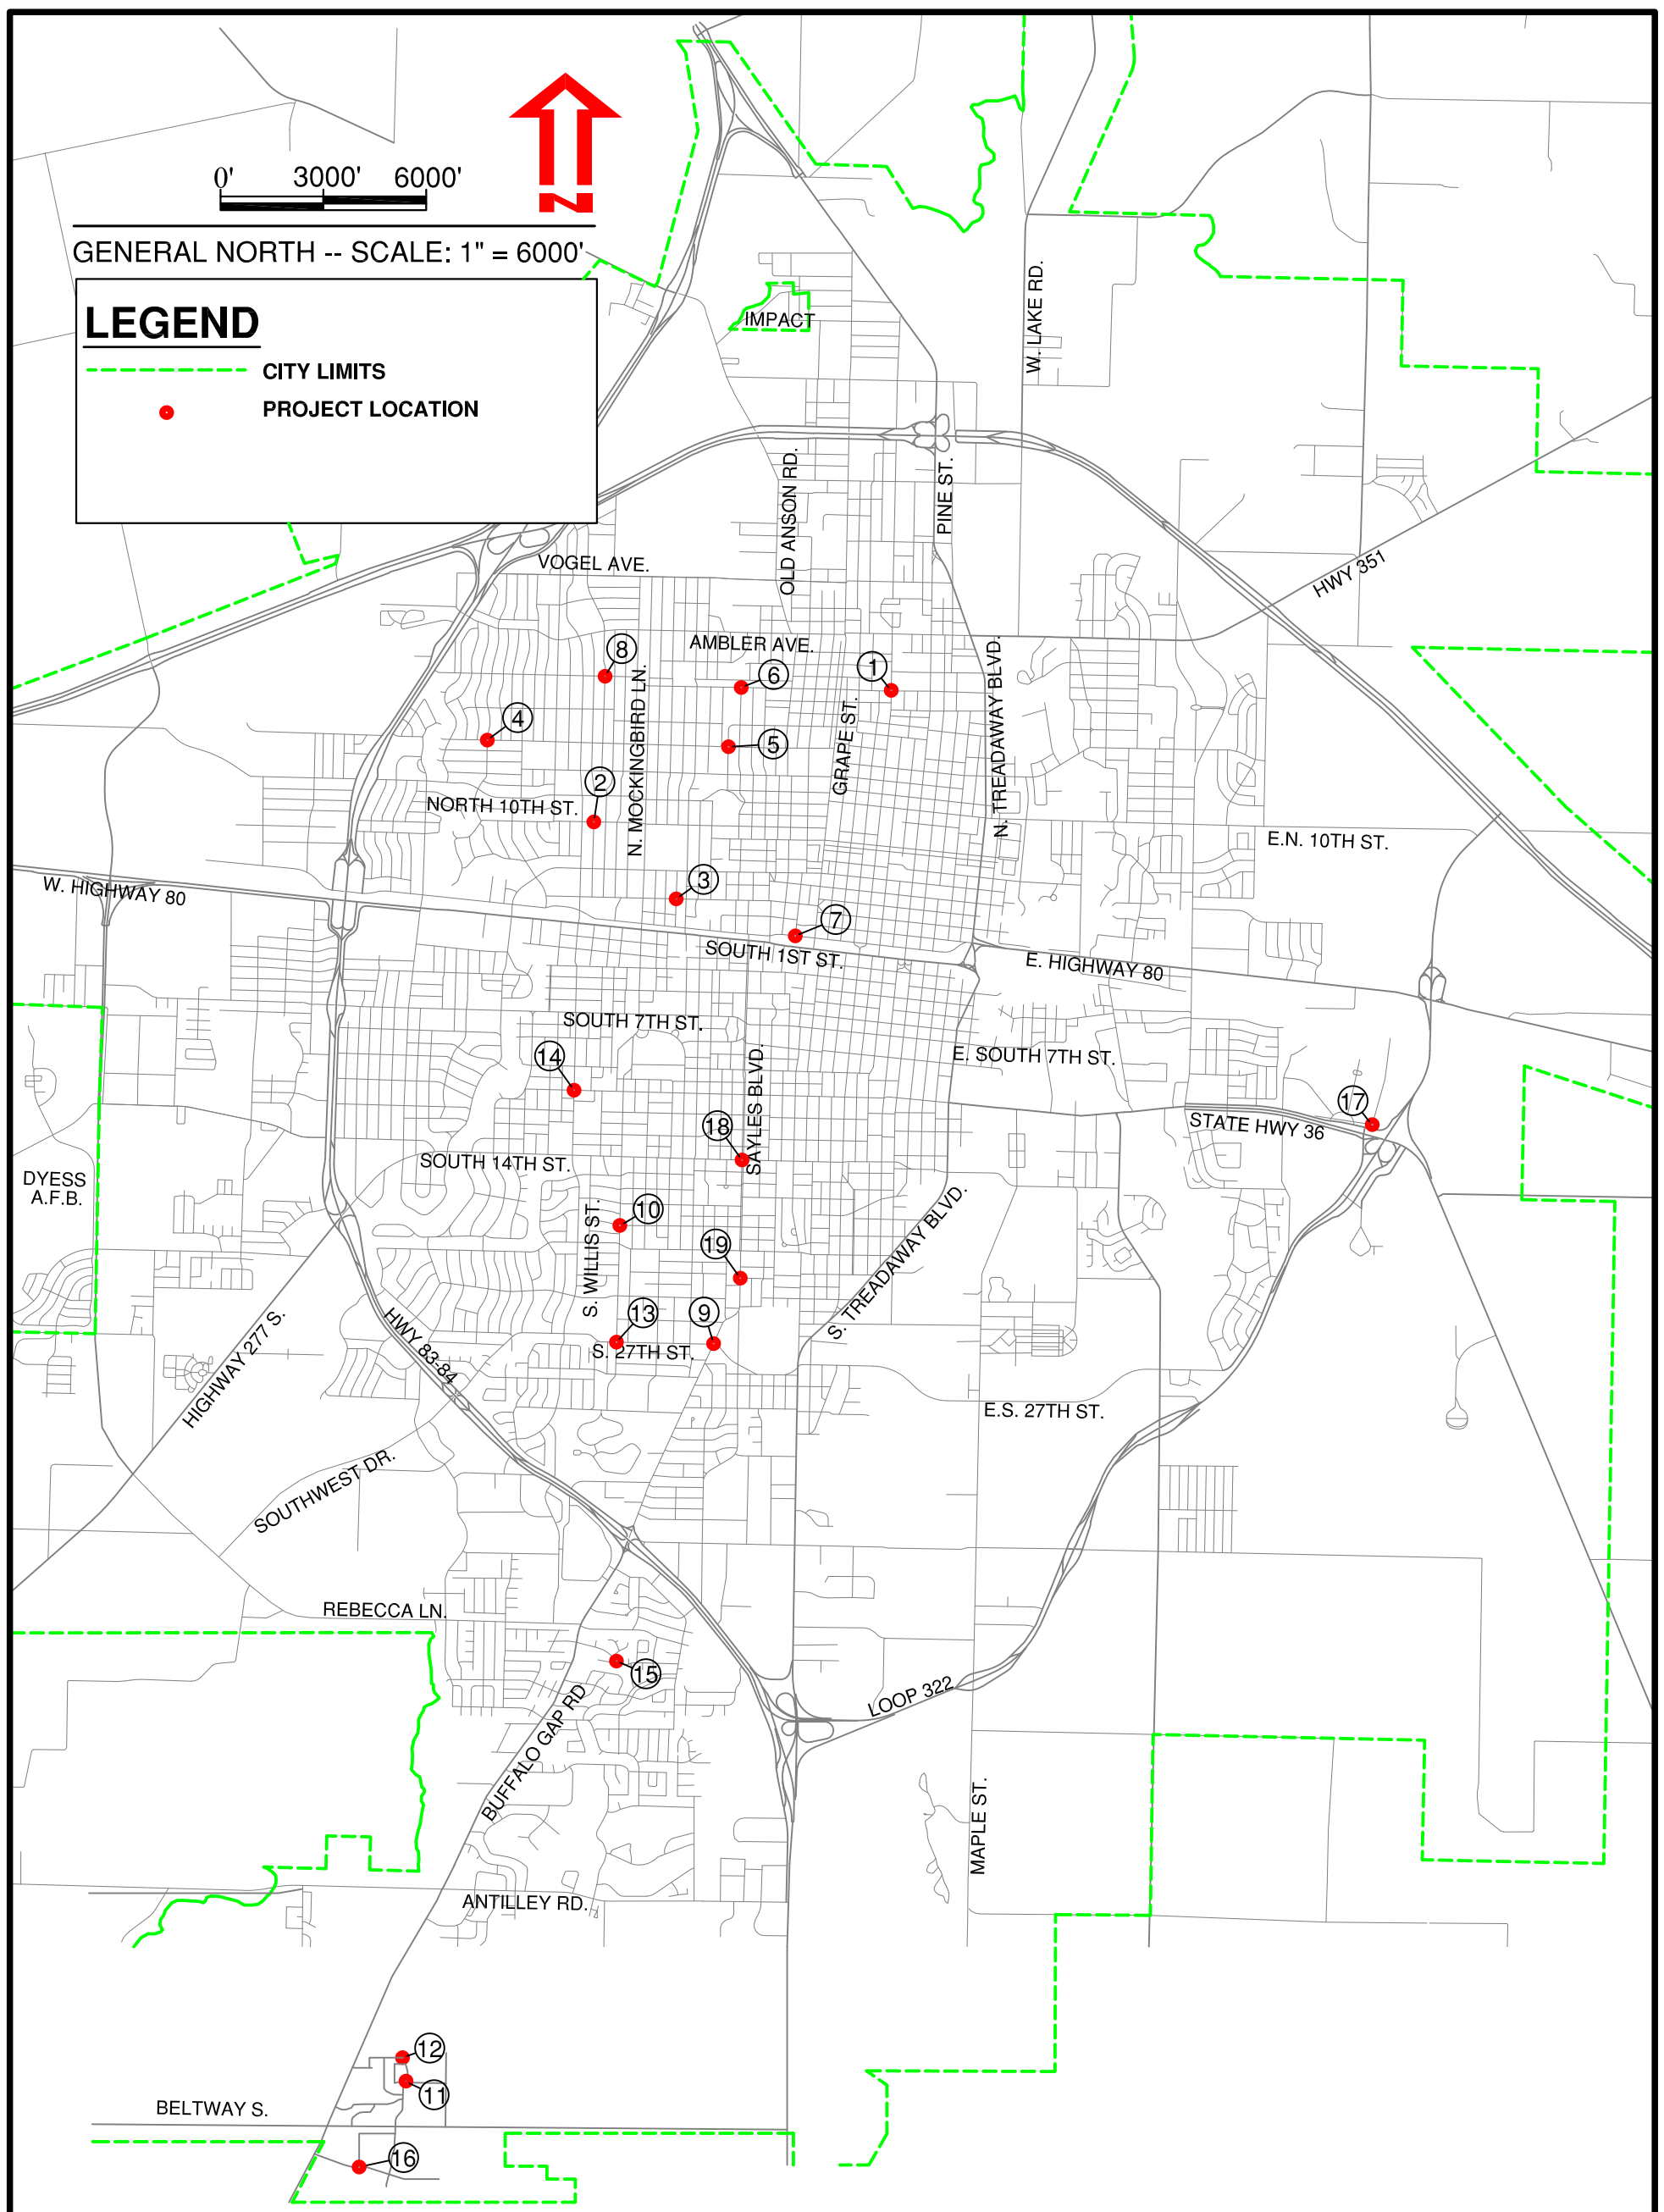 0' 3000' 6000'
N
GENERAL NORTH -- SCALE: 1" = 6000'
LEGEND
CITY LIMITS
PROJECT LOCATION
IMPACT
W. LAKE RD.
OLD ANSON RD.
PINE ST.
VOGEL AVE.
HWY 351
AMBLER AVE.
8
6
1
N. MOCKINGBIRD LN.
GRAPE ST.
N. TREADAWAY BLVD.
4
5
2
NORTH 10TH ST.
E.N. 10TH ST.
3
W. HIGHWAY 80
7
SOUTH 1ST ST.
E. HIGHWAY 80
SOUTH 7TH ST.
E. SOUTH 7TH ST.
14
SAYLES BLVD.
17
18
STATE HWY 36
SOUTH 14TH ST.
DYESS
A.F.B.
10
S. WILLIS ST.
19
S. TREADAWAY BLVD.
13
9
S. 27TH ST.
HWY 83-84
HIGHWAY 277 S.
E.S. 27TH ST.
SOUTHWEST DR.
REBECCA LN.
15
LOOP 322
BUFFALO GAP RD
MAPLE ST.
ANTILLEY RD.
12
11
BELTWAY S.
16